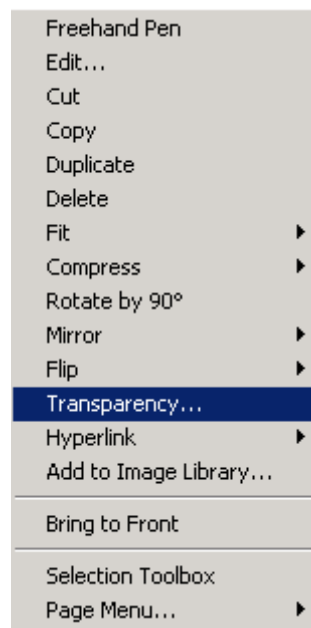 Freehand Pen
Edit...
Cut
Copy
Duplicate
Delete
Fit
Compress
Rotate by 90°
Mirror
Flip
Transparency...
Hyperlink
Add to Image Library...
Bring to Front
Selection Toolbox
Page Menu...